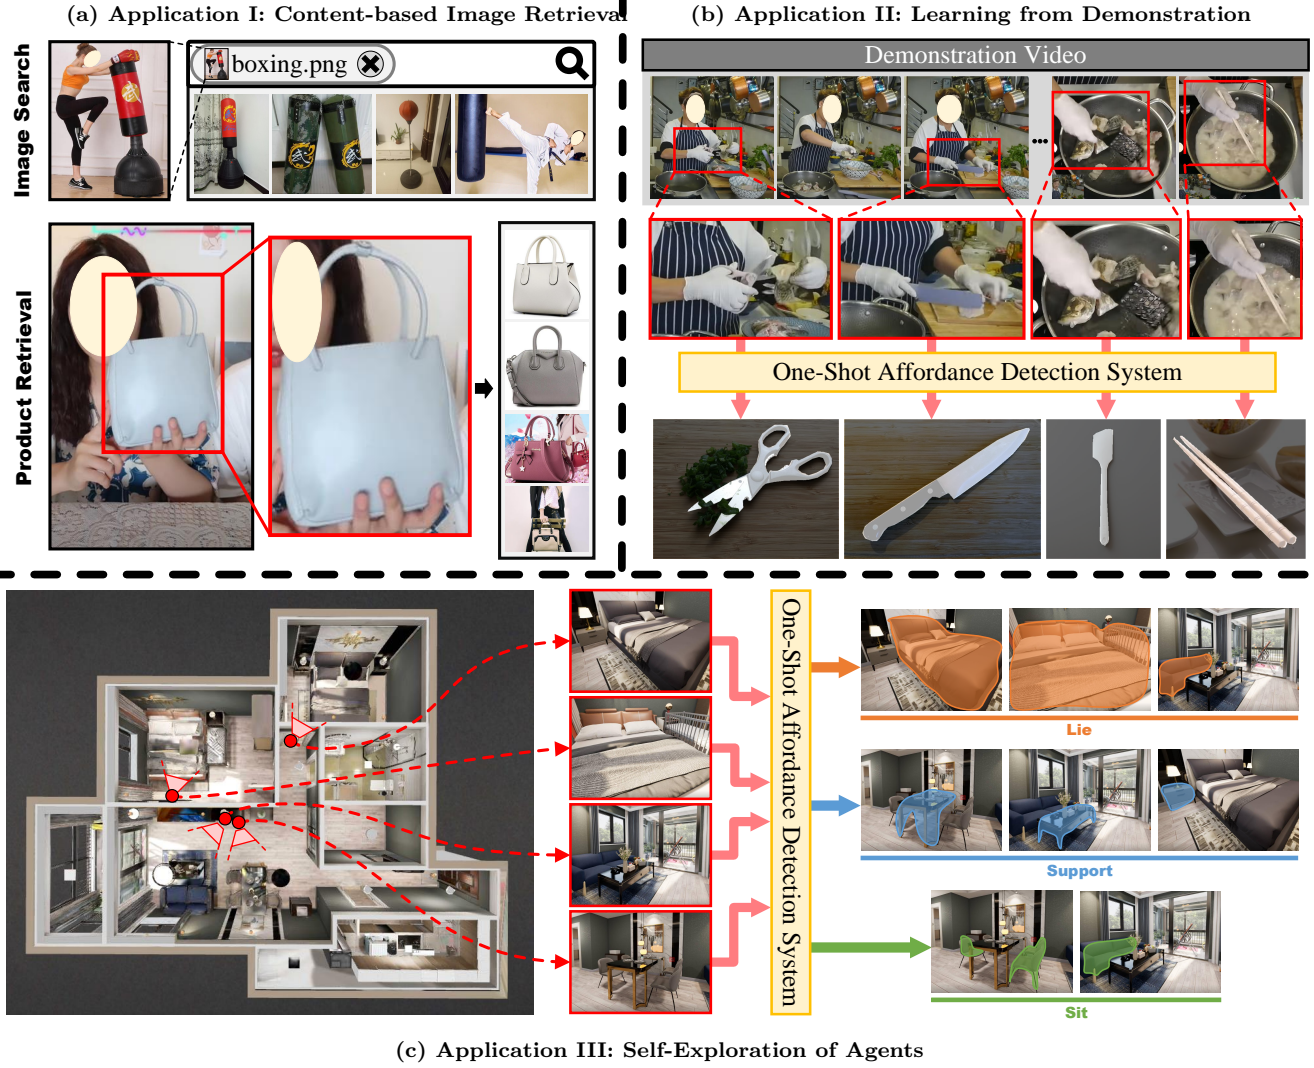 (a) Application I: Content-based Image Retrieval
Image Search
boxing.png
Product Retrieval
(b) Application II: Learning from Demonstration
Demonstration Video
...
One-Shot Affordance Detection System
One-Shot Affordance Detection System
Lie
Support
Sit
(c) Application III: Self-Exploration of Agents